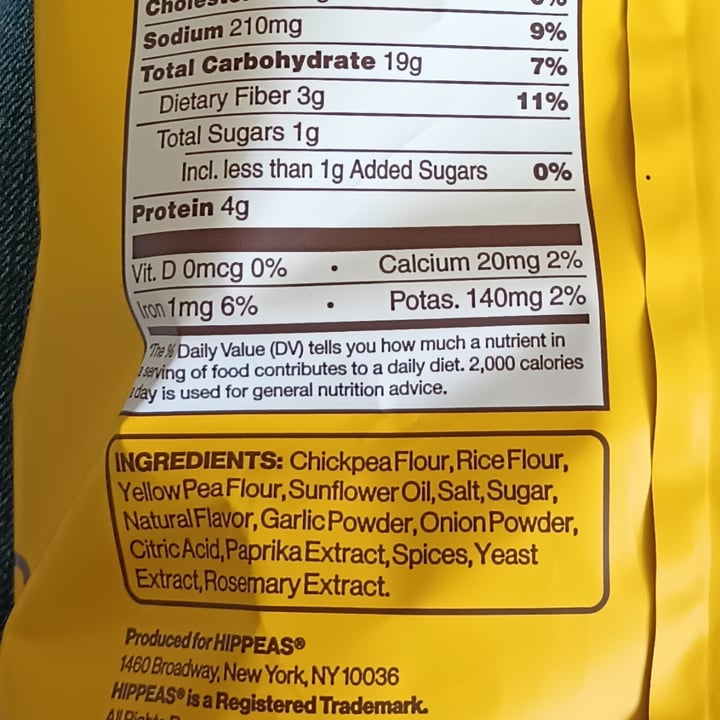 Sodium 210mg 9%
Total Carbohydrate 19g 7%
Dietary Fiber 3g 11%
Total Sugars 1g
Incl. less than 1g Added Sugars 0%
Protein 4g
Vit. D 0mcg 0% • Calcium 20mg 2%
Iron 1mg 6% • Potas. 140mg 2%
The % Daily Value (DV) tells you how much a nutrient in
a serving of food contributes to a daily diet. 2,000 calories
a day is used for general nutrition advice.
INGREDIENTS: Chickpea Flour, Rice Flour,
Yellow Pea Flour, Sunflower Oil, Salt, Sugar,
Natural Flavor, Garlic Powder, Onion Powder,
Citric Acid, Paprika Extract, Spices, Yeast
Extract, Rosemary Extract.
Produced for HIPPEAS®
1460 Broadway, New York, NY 10036
HIPPEAS® is a Registered Trademark.